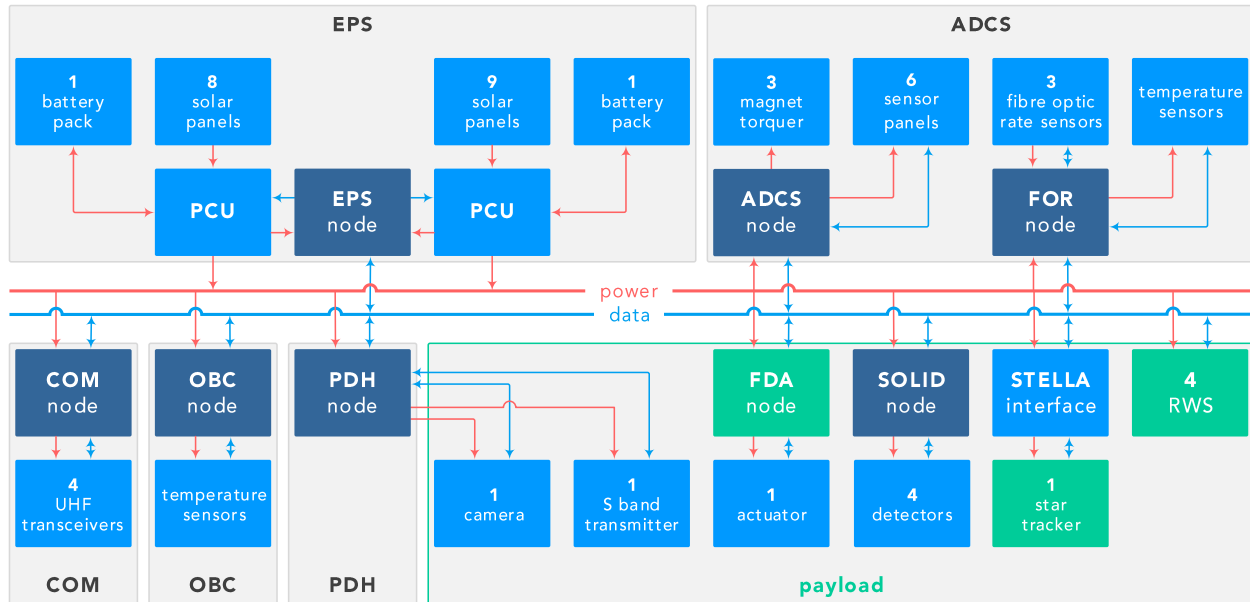 EPS
ADCS
1
battery
pack
8
solar
panels
9
solar
panels
1
battery
pack
3
magnet
torquer
6
sensor
panels
3
fibre optic
rate sensors
temperature
sensors
PCU
EPS
node
PCU
ADCS
node
FOR
node
power
data
COM
node
OBC
node
PDH
node
FDA
node
SOLID
node
STELLA
interface
4
RWS
4
UHF
transceivers
temperature
sensors
1
camera
1
S band
transmitter
1
actuator
4
detectors
1
star
tracker
COM
OBC
PDH
payload